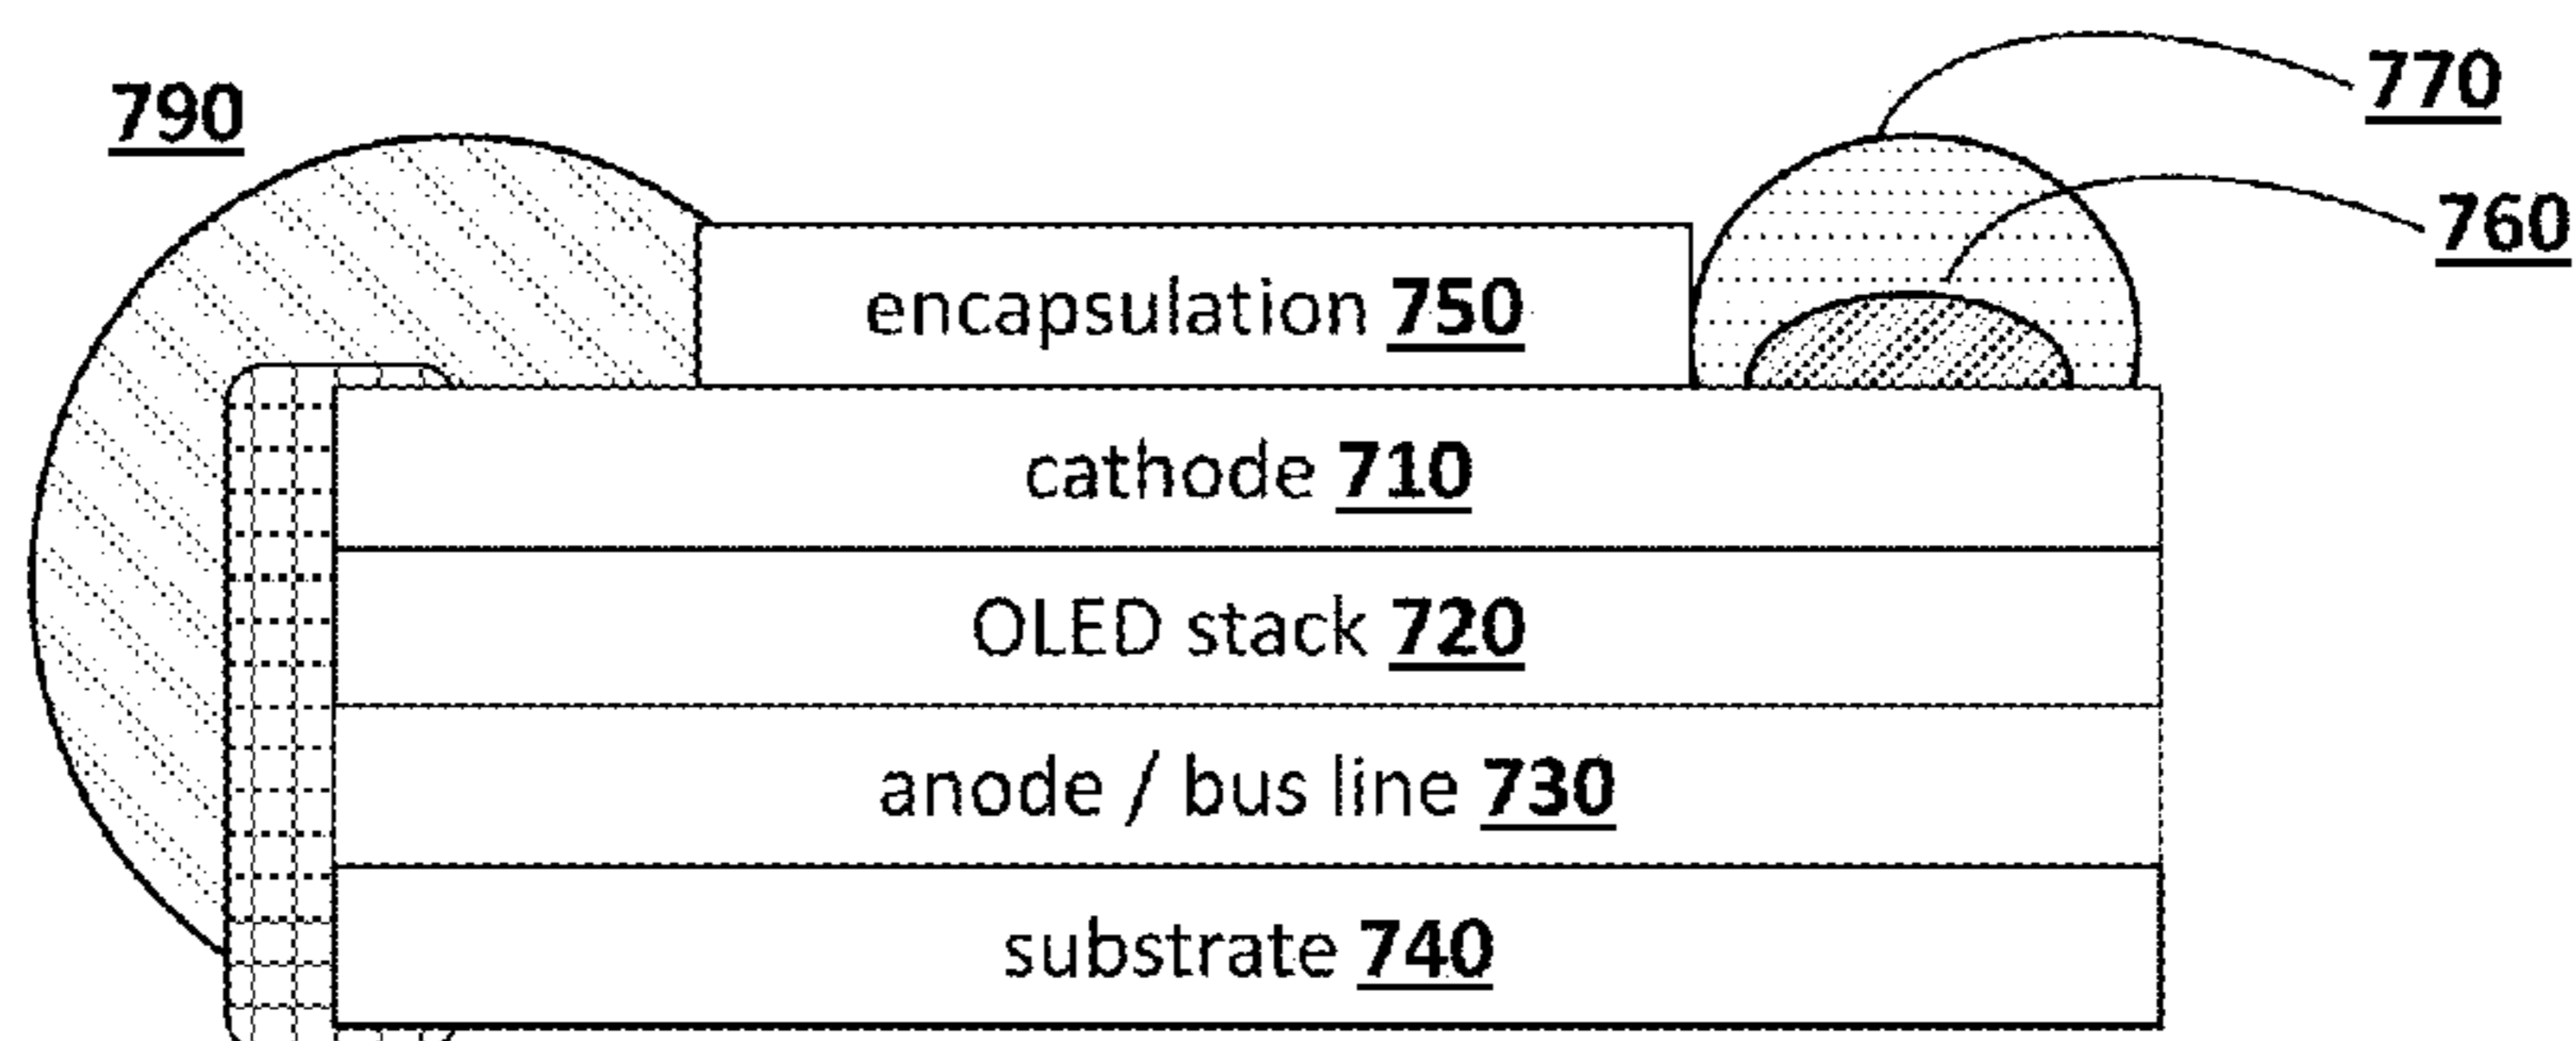 770
790
760
encapsulation 750
cathode 710
OLED stack 720
anode / bus line 730
substrate 740